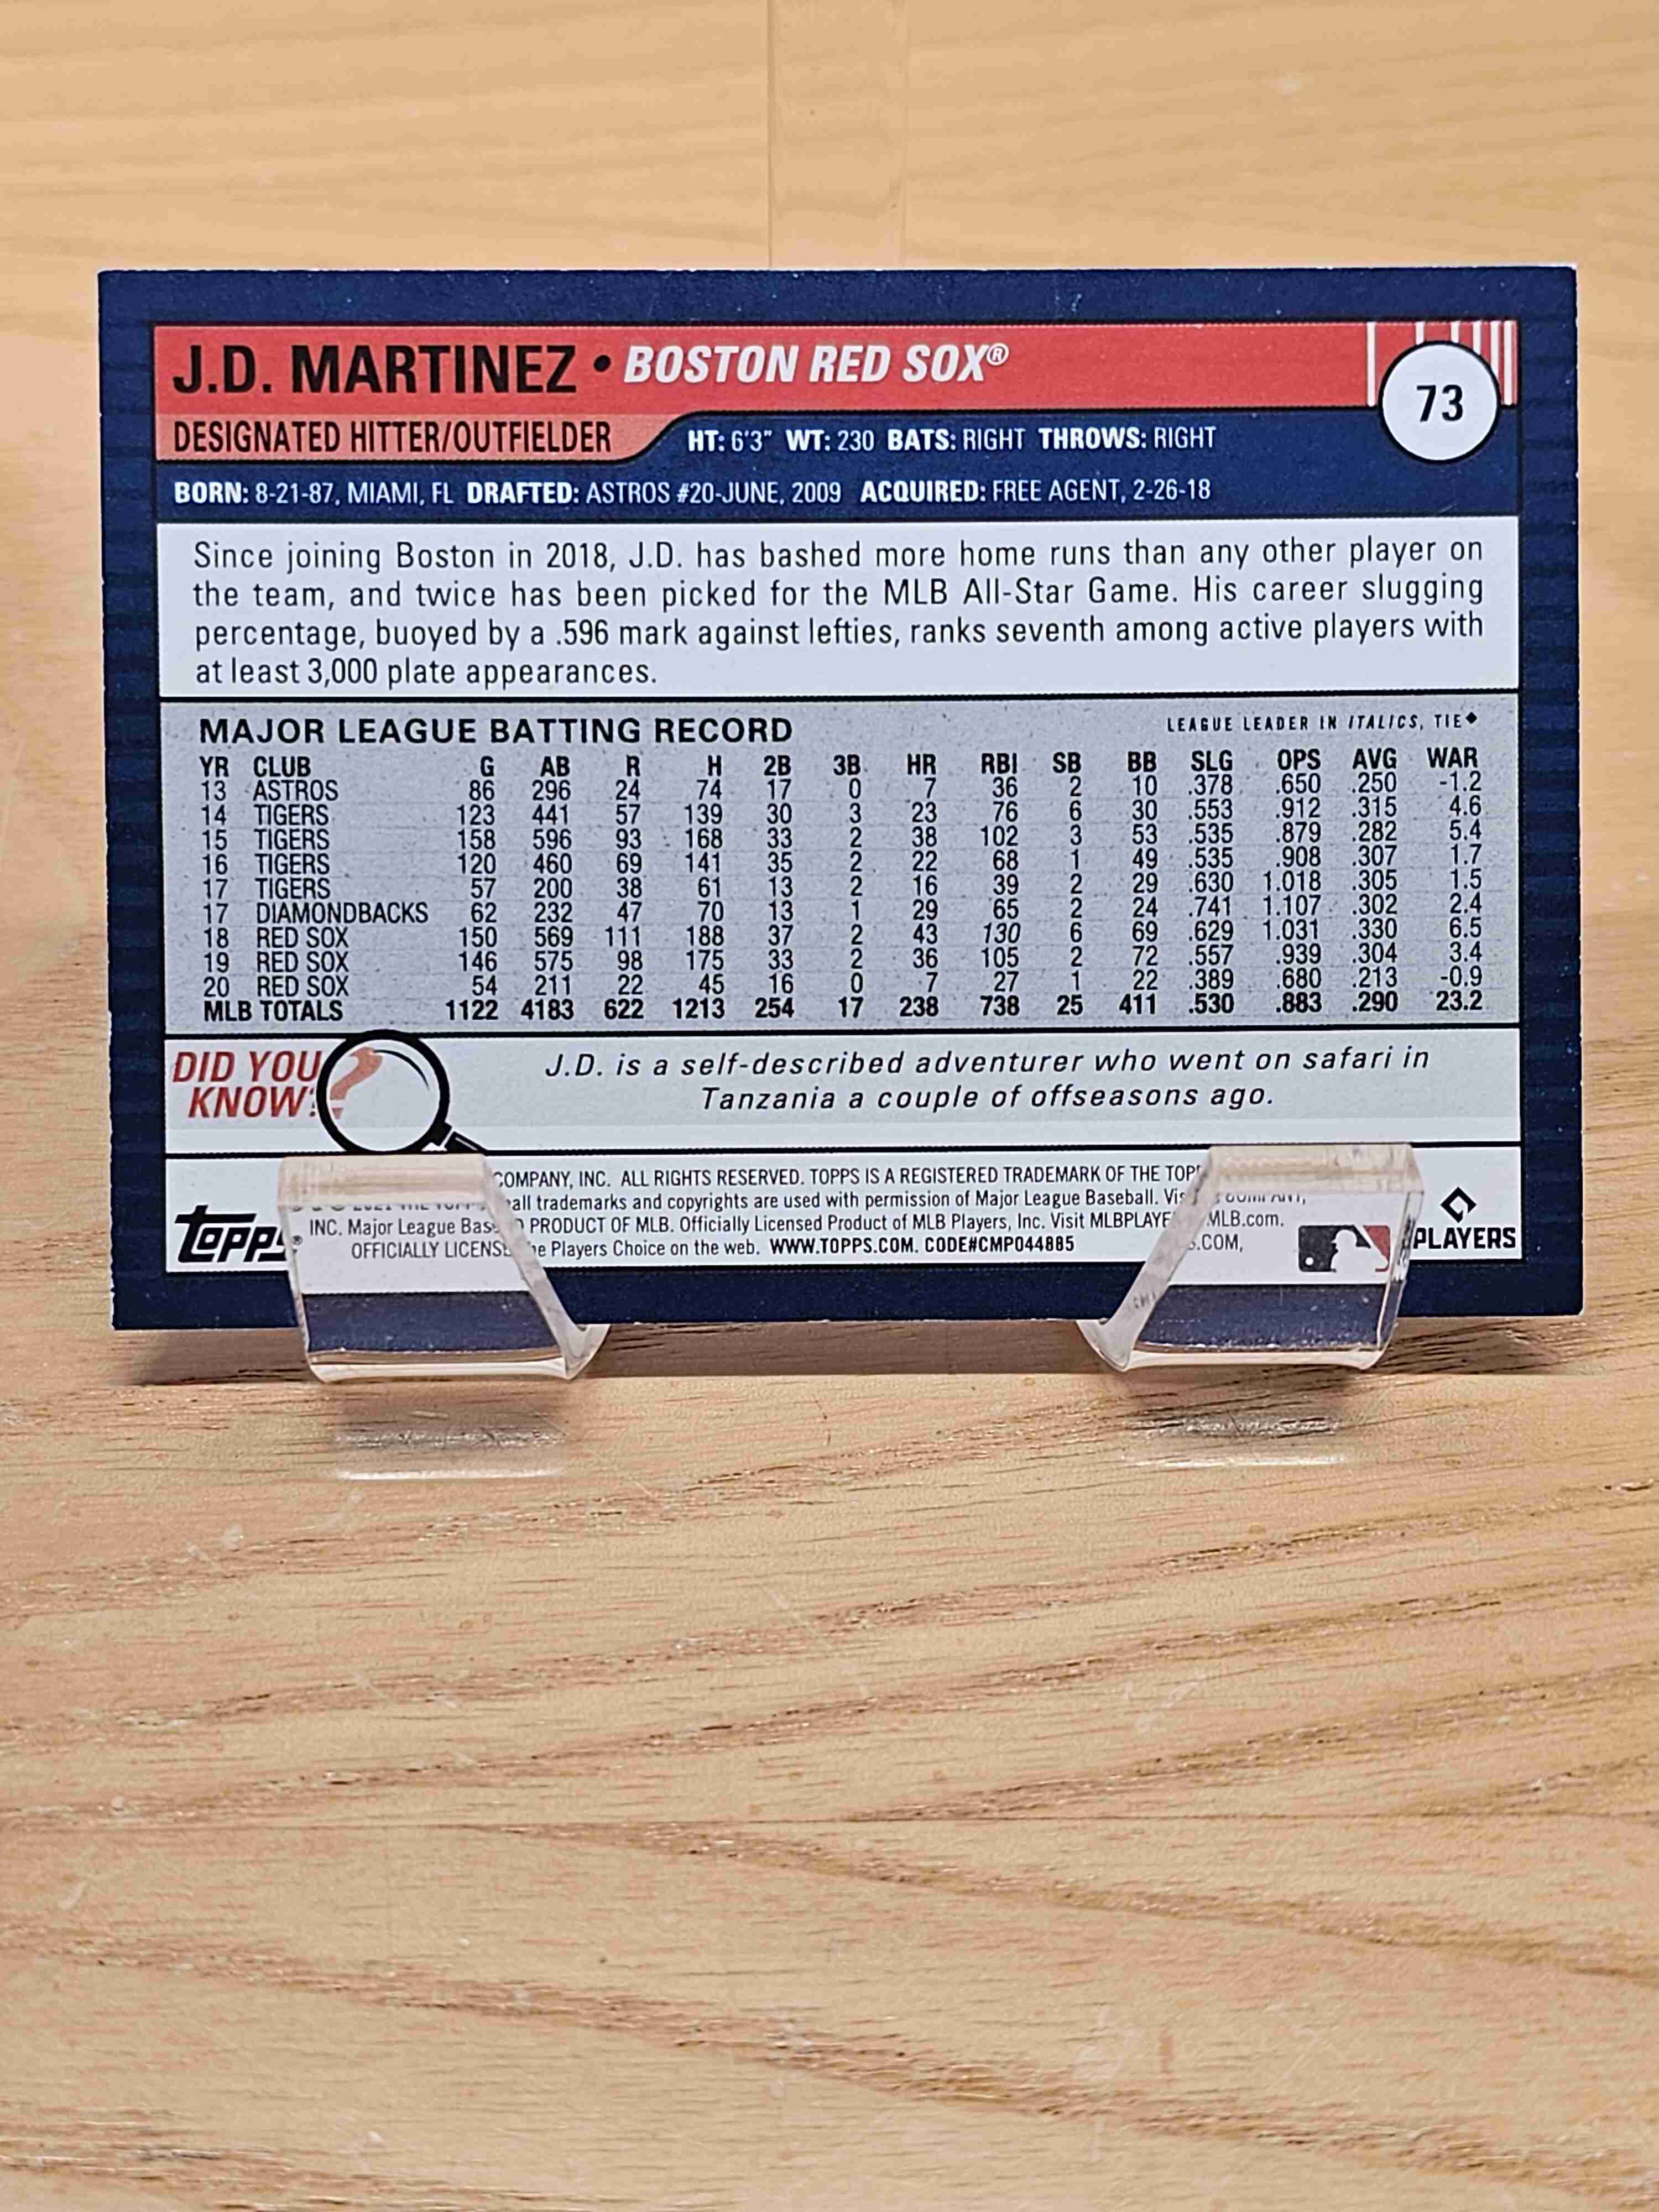 J.D. MARTINEZ • BOSTON RED SOX®
73
DESIGNATED HITTER/OUTFIELDER HT: 6'3" WT: 230 BATS: RIGHT THROWS: RIGHT
BORN: 8-21-87, MIAMI, FL DRAFTED: ASTROS #20-JUNE, 2009 ACQUIRED: FREE AGENT, 2-26-18
Since joining Boston in 2018, J.D. has bashed more home runs than any other player on
the team, and twice has been picked for the MLB All-Star Game. His career slugging
percentage, buoyed by a .596 mark against lefties, ranks seventh among active players with
at least 3,000 plate appearances.
MAJOR LEAGUE BATTING RECORD LEAGUE LEADER IN ITALICS, TIE◆
YR CLUB G AB R H 2B 3B HR RBI SB BB SLG OPS AVG WAR
13 ASTROS 86 296 24 74 17 0 7 36 2 10 .378 .650 .250 -1.2
14 TIGERS 123 441 57 139 30 3 23 76 6 30 .553 .912 .315 4.6
15 TIGERS 158 596 93 168 33 2 38 102 3 53 .535 .879 .282 5.4
16 TIGERS 120 460 69 141 35 2 22 68 1 49 .535 .908 .307 1.7
17 TIGERS 57 200 38 61 13 2 16 39 2 29 .630 1.018 .305 1.5
17 DIAMONDBACKS 62 232 47 70 13 1 29 65 2 24 .741 1.107 .302 2.4
18 RED SOX 150 569 111 188 37 2 43 130 6 69 .629 1.031 .330 6.5
19 RED SOX 146 575 98 175 33 2 36 105 2 72 .557 .939 .304 3.4
20 RED SOX 54 211 22 45 16 0 7 27 1 22 .389 .680 .213 -0.9
MLB TOTALS 1122 4183 622 1213 254 17 238 738 25 411 .530 .883 .290 23.2
DID YOU KNOW?
J.D. is a self-described adventurer who went on safari in
Tanzania a couple of offseasons ago.
COMPANY, INC. ALL RIGHTS RESERVED. TOPPS IS A REGISTERED TRADEMARK OF THE
all trademarks and copyrights are used with permission of Major League Baseball.
INC. Major League PRODUCT OF MLB. Officially Licensed Product of MLB Players, Inc. Visit MLB.com.
OFFICIALLY Players Choice on the web. WWW.TOPPS.COM. CODE#CMP044885 .COM,
Topps®
PLAYERS